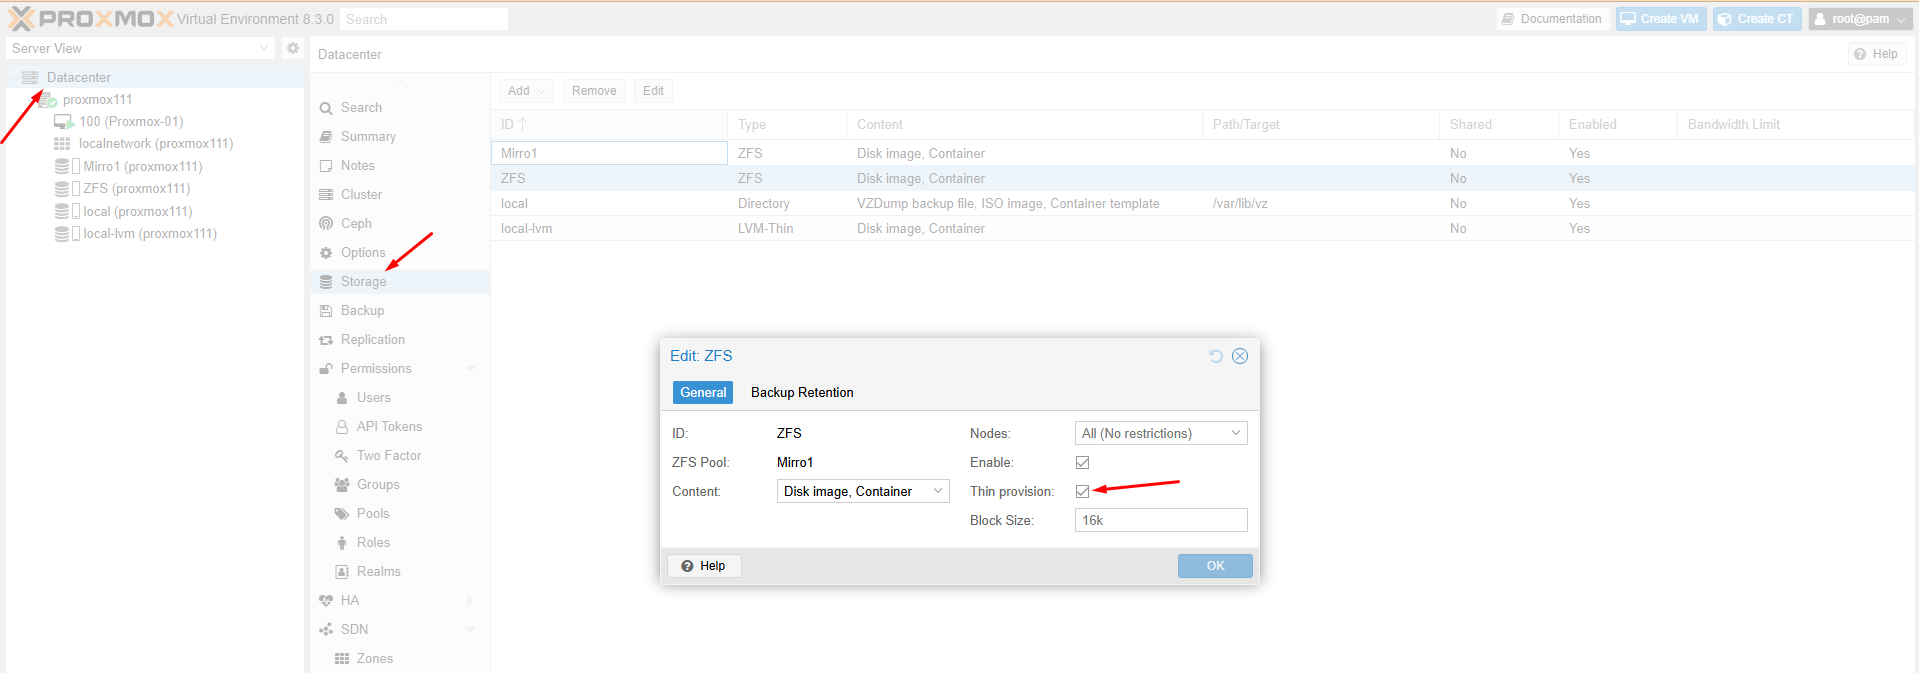 PROXMOX Virtual Environment 8.3.0 Search Documentation Create VM Create CT root@pam
Server View
Datacenter
proxmox111
100 (Proxmox-01)
localnetwork (proxmox111)
Mirro1 (proxmox111)
ZFS (proxmox111)
local (proxmox111)
local-lvm (proxmox111)
Datacenter Help
Search
Summary
Notes
Cluster
Ceph
Options
Storage
Backup
Replication
Permissions
Users
API Tokens
Two Factor
Groups
Pools
Roles
Realms
HA
SDN
Zones
Add Remove Edit
ID Type Content Path/Target Shared Enabled Bandwidth Limit
Mirro1 ZFS Disk image, Container No Yes
ZFS ZFS Disk image, Container No Yes
local Directory VZDump backup file, ISO image, Container template /var/lib/vz No Yes
local-lvm LVM-Thin Disk image, Container No Yes
Edit: ZFS
General Backup Retention
ID: ZFS Nodes: All (No restrictions)
ZFS Pool: Mirro1 Enable:
Content: Disk image, Container Thin provision:
Block Size: 16k
Help OK